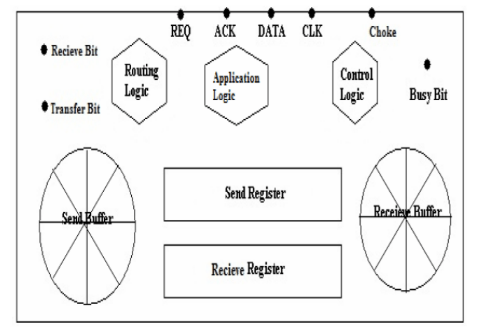 REQ ACK DATA CLK Choke
Recieve Bit
Routing
Logic
Application
Logic
Control
Logic
Busy Bit
Transfer Bit
Send Register
Send Buffer
Receieve Buffer
Recieve Register